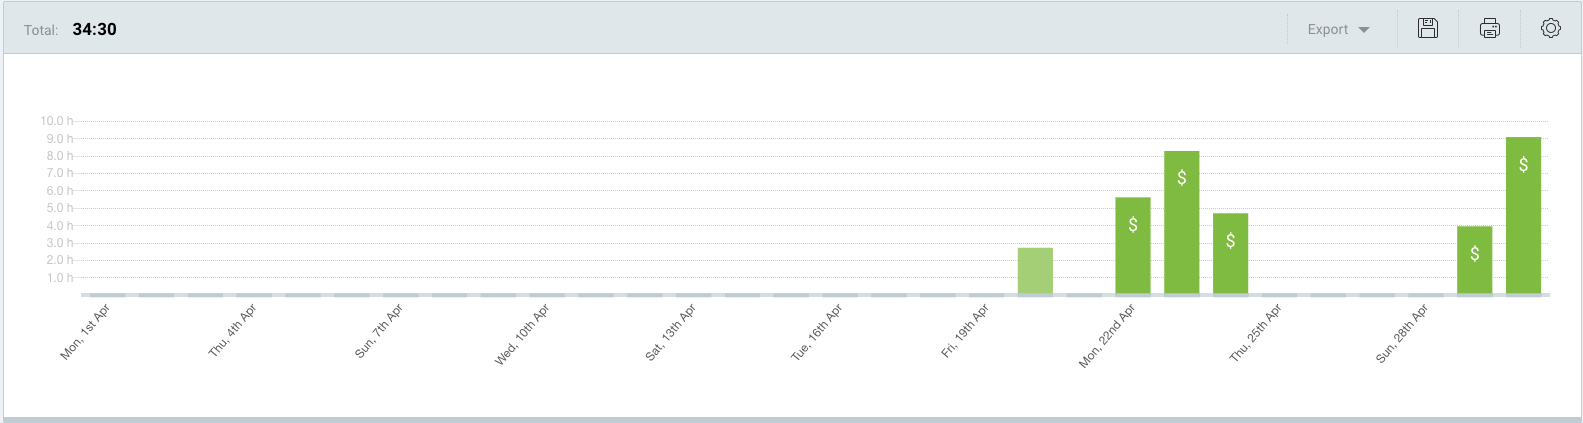 Total: 34:30 Export
10.0 h
9.0 h
8.0 h
7.0 h
6.0 h
5.0 h
4.0 h
3.0 h
2.0 h
1.0 h
$ $ $ $ $
Mon, 1st Apr
Thu, 4th Apr
Sun, 7th Apr
Wed, 10th Apr
Sat, 13th Apr
Tue, 16th Apr
Fri, 19th Apr
Mon, 22nd Apr
Thu, 25th Apr
Sun, 28th Apr